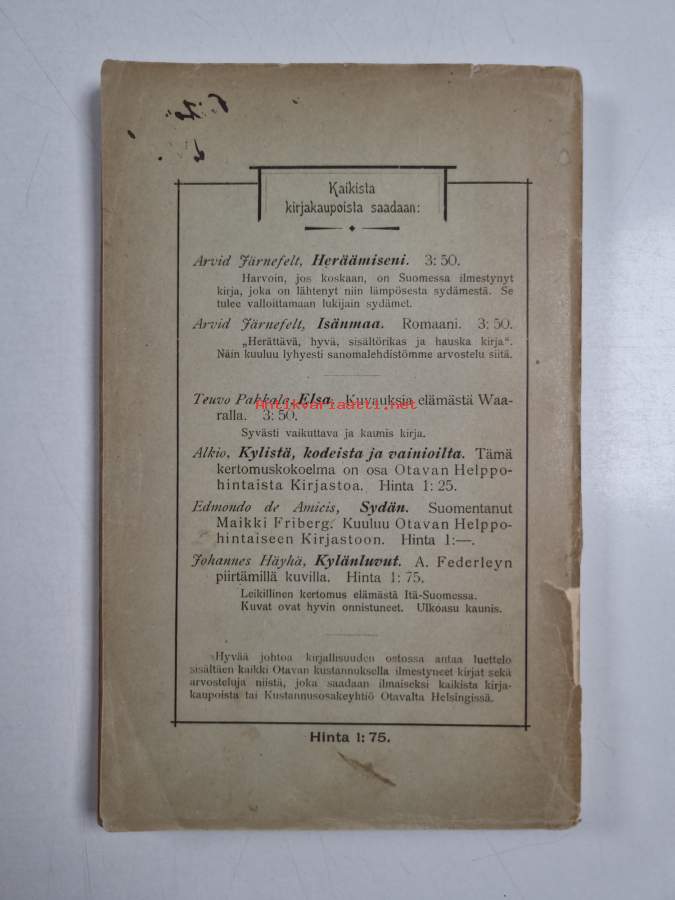 Kaikista
kirjakaupoista saadaan:
Arvid Järnefelt, Heräämiseni. 3:50.
Harvoin, jos koskaan, on Suomessa ilmestynyt
kirja, joka on lähtenyt niin lämpösestä sydämestä. Se
tulee valloittamaan lukijain sydämet.
Arvid Järnefelt, Isänmaa. Romaani. 3:50.
„Herättävä, hyvä, sisältörikas ja hauska kirja“.
Näin kuuluu lyhyesti sanomalehdistömme arvostelu siitä.
Teuvo Pakkala, Elsa. Kuvauksia elämästä Waa-
ralla. 3:50.
Antikvariaatti.net
Syvästi vaikuttava ja kaunis kirja.
Alkio, Kylistä, kodeista ja vainioilta. Tämä
kertomuskokoelma on osa Otavan Helppo-
hintaista Kirjastoa. Hinta 1:25.
Edmondo de Amicis, Sydän. Suomentanut
Maikki Friberg. Kuuluu Otavan Helppo-
hintaiseen Kirjastoon. Hinta 1:—.
Johannes Häyhä, Kylänluvut. A. Federleyn
piirtämillä kuvilla. Hinta 1:75.
Leikillinen kertomus elämästä Itä-Suomessa.
Kuvat ovat hyvin onnistuneet. Ulkoasu kaunis.
Hyvää johtoa kirjallisuuden ostossa antaa luettelo
sisältäen kaikki Otavan kustannuksella ilmestyneet kirjat sekä
arvosteluja niistä, joka saadaan ilmaiseksi kaikista kirja-
kaupoista tai Kustannusosakeyhtiö Otavalta Helsingissä.
Hinta 1:75.